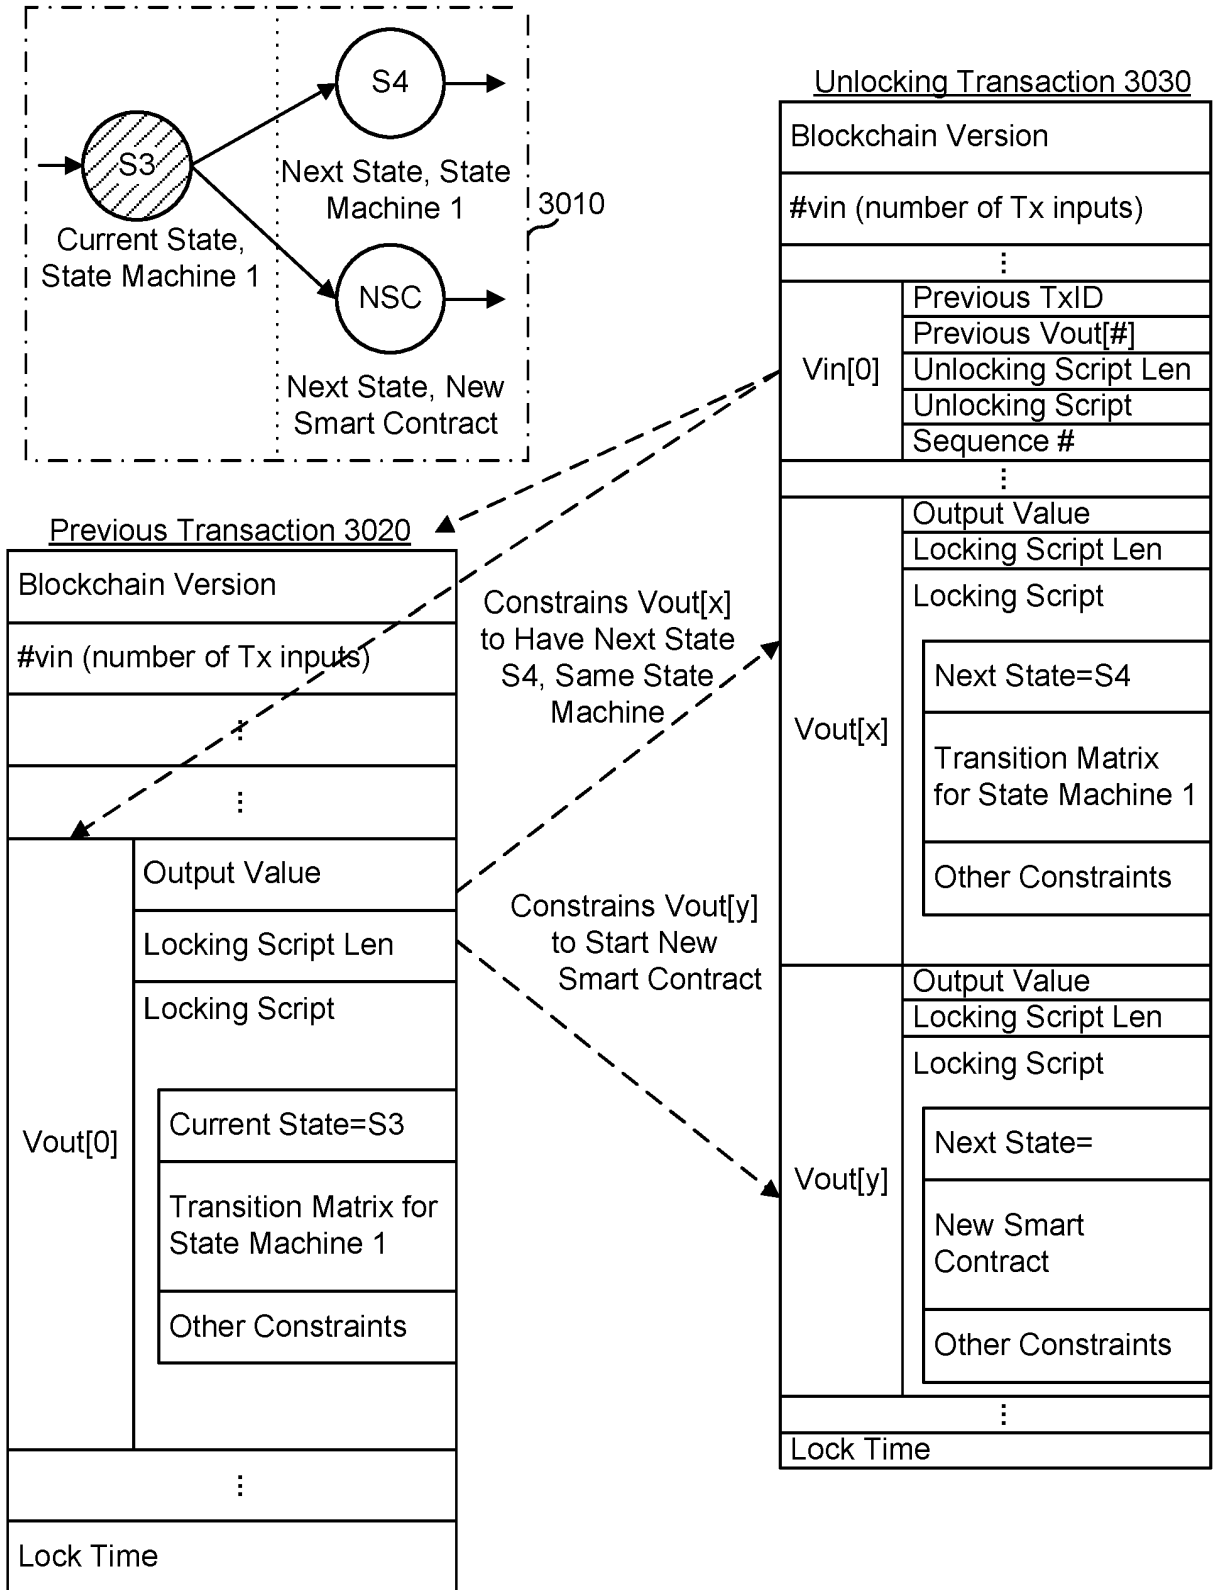 S3
Current State,
State Machine 1
S4
Next State, State
Machine 1
NSC
Next State, New
Smart Contract
3010
Previous Transaction 3020
Blockchain Version
#vin (number of Tx inputs)
⋮
⋮
Vout[0]
Output Value
Locking Script Len
Locking Script
Current State=S3
Transition Matrix for
State Machine 1
Other Constraints
⋮
Lock Time
Constrains Vout[x]
to Have Next State
S4, Same State
Machine
Constrains Vout[y]
to Start New
Smart Contract
Unlocking Transaction 3030
Blockchain Version
#vin (number of Tx inputs)
⋮
Vin[0]
Previous TxID
Previous Vout[#]
Unlocking Script Len
Unlocking Script
Sequence #
⋮
Vout[x]
Output Value
Locking Script Len
Locking Script
Next State=S4
Transition Matrix
for State Machine 1
Other Constraints
Vout[y]
Output Value
Locking Script Len
Locking Script
Next State=
New Smart
Contract
Other Constraints
⋮
Lock Time